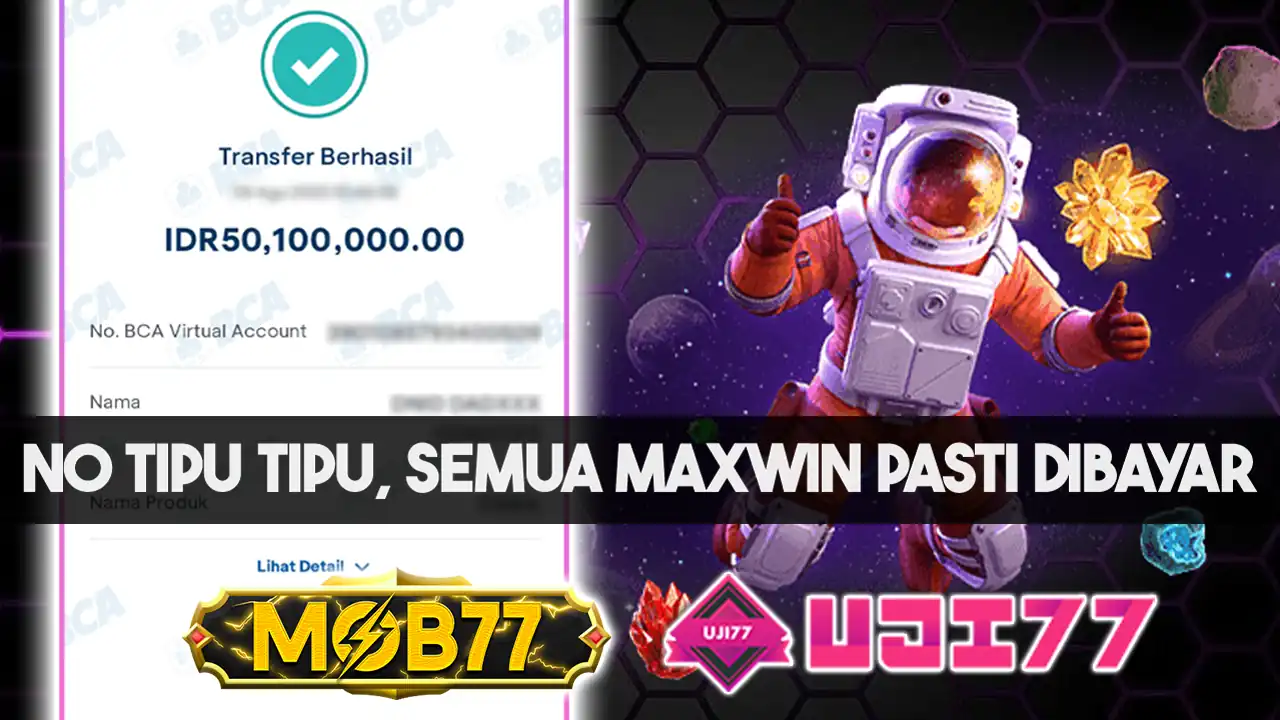 BCA
Transfer Berhasil
IDR50,100,000.00
No. BCA Virtual Account
Nama
NO TIPU TIPU, SEMUA MAXWIN PASTI DIBAYAR
Nama Produk
Lihat Detail
MOB77
UJI77
UJI77